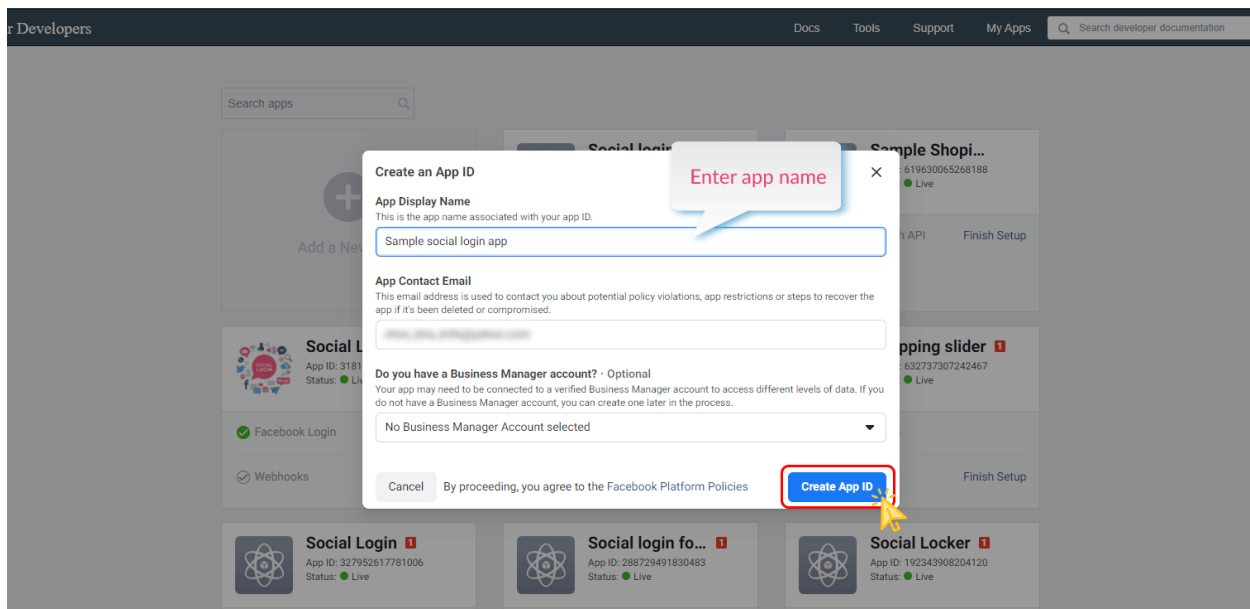 r Developers
Docs Tools Support My Apps Search developer documentation
Search apps
Social login
Sample Shopi...
: 619630065268188
Live
Add a Ne
h API Finish Setup
Create an App ID
Enter app name
App Display Name
This is the app name associated with your app ID.
Sample social login app
App Contact Email
This email address is used to contact you about potential policy violations, app restrictions or steps to recover the
app if it's been deleted or compromised.
Do you have a Business Manager account? · Optional
Your app may need to be connected to a verified Business Manager account to access different levels of data. If you
do not have a Business Manager account, you can create one later in the process.
No Business Manager Account selected
Cancel By proceeding, you agree to the Facebook Platform Policies Create App ID
Social L
App ID: 3181
Status: Liv
Facebook Login
Webhooks
pping slider 1
: 632737307242467
Live
Finish Setup
Social Login 1
App ID: 327952617781006
Status: Live
Social login fo... 1
App ID: 288729491830483
Status: Live
Social Locker 1
App ID: 192343908204120
Status: Live